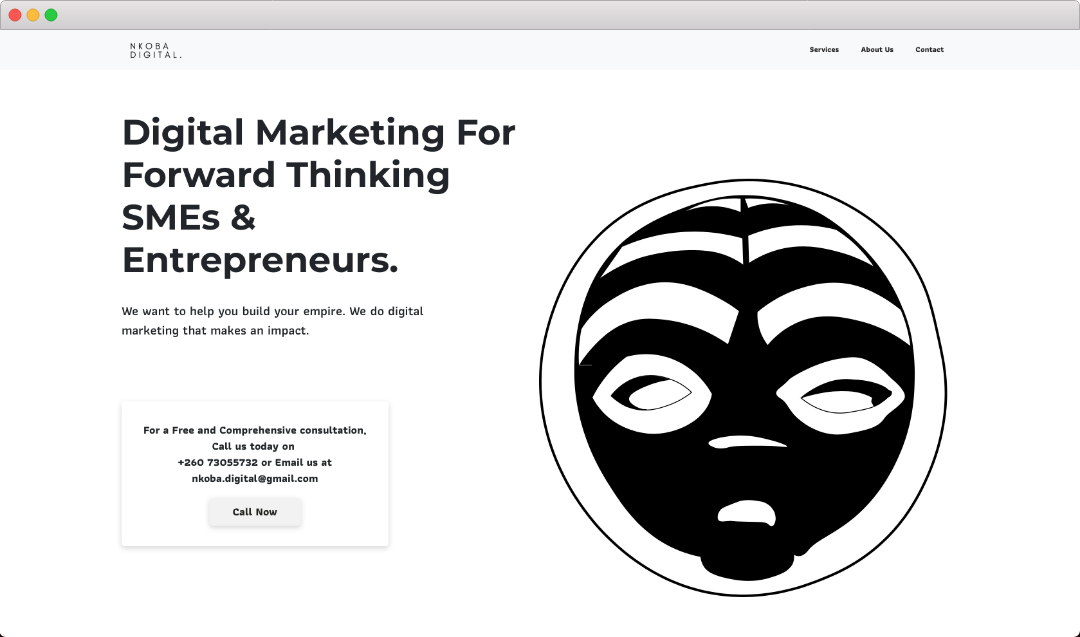 NKOBA
DIGITAL.
Services About Us Contact
Digital Marketing For
Forward Thinking
SMEs &
Entrepreneurs.
We want to help you build your empire. We do digital
marketing that makes an impact.
For a Free and Comprehensive consultation,
Call us today on
+260 73055732 or Email us at
nkoba.digital@gmail.com
Call Now